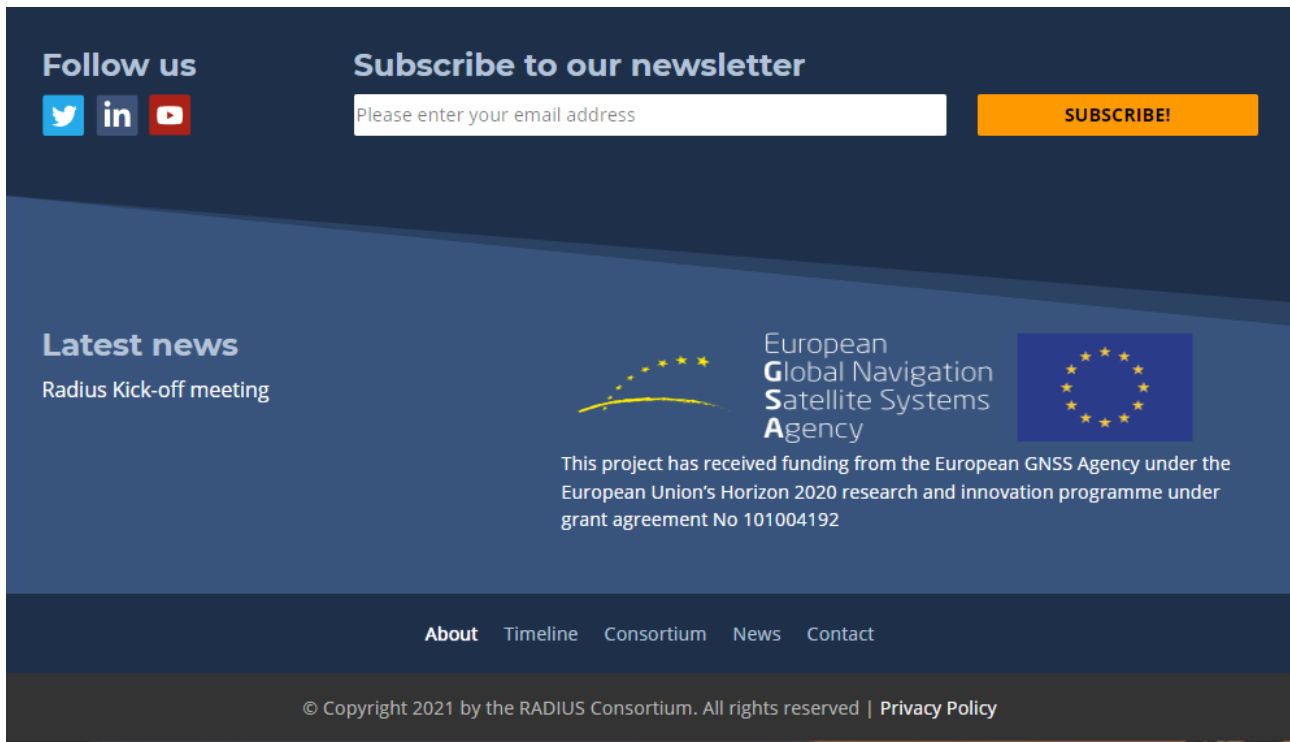 Follow us
Subscribe to our newsletter
in
Please enter your email address
SUBSCRIBE!
Latest news
Radius Kick-off meeting
European
Global Navigation
Satellite Systems
Agency
This project has received funding from the European GNSS Agency under the
European Union’s Horizon 2020 research and innovation programme under
grant agreement No 101004192
About Timeline Consortium News Contact
© Copyright 2021 by the RADIUS Consortium. All rights reserved | Privacy Policy